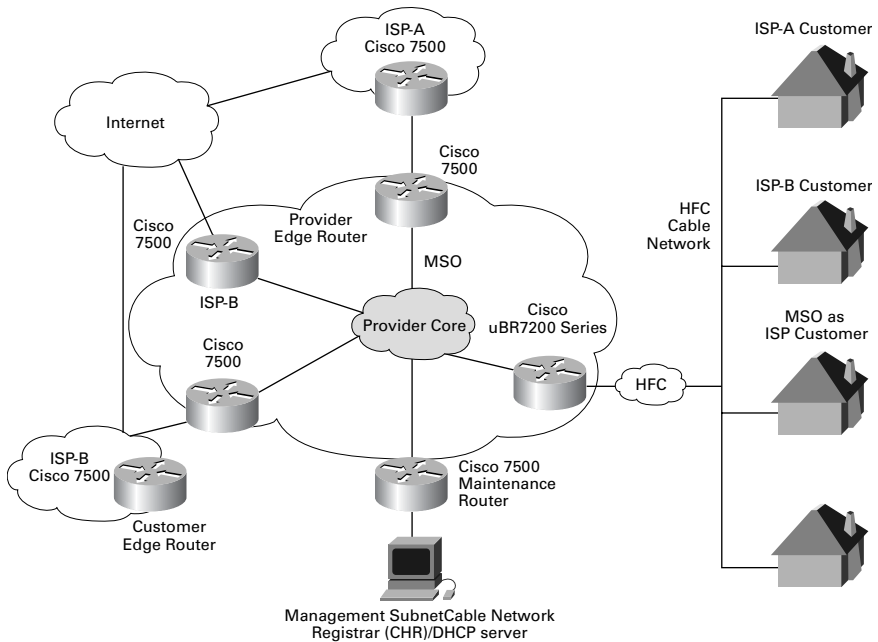 ISP-A
Cisco 7500
ISP-A Customer
Internet
Cisco
7500
ISP-B Customer
Provider
Edge Router
Cisco
7500
HFC
Cable
Network
MSO
ISP-B
Cisco
uBR7200 Series
MSO as
ISP Customer
Provider Core
Cisco
7500
HFC
ISP-B
Cisco 7500
Cisco 7500
Maintenance
Router
Customer
Edge Router
Management SubnetCable Network
Registrar (CHR)/DHCP server